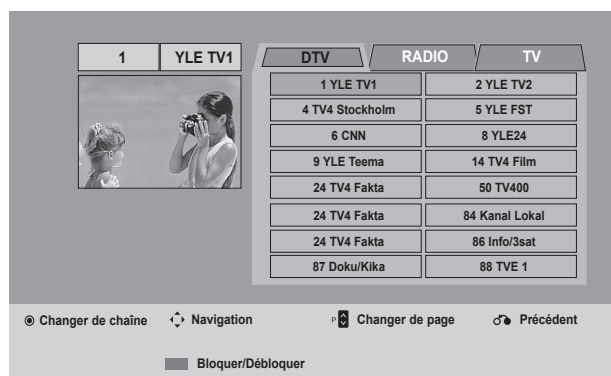 1 YLE TV1
DTV RADIO TV
1 YLE TV1 2 YLE TV2
4 TV4 Stockholm 5 YLE FST
6 CNN 8 YLE24
9 YLE Teema 14 TV4 Film
24 TV4 Fakta 50 TV400
24 TV4 Fakta 84 Kanal Lokal
24 TV4 Fakta 86 Info/3sat
87 Doku/Kika 88 TVE 1
Changer de chaîne Navigation P Changer de page Précédent
Bloquer/Débloquer